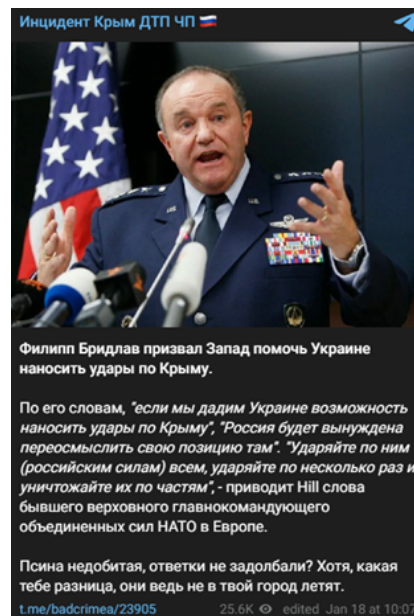 Инцидент Крым ДТП ЧП
Филипп Бридлав призвал Запад помочь Украине
наносить удары по Крыму.
По его словам, "если мы дадим Украине возможность
наносить удары по Крыму", "Россия будет вынуждена
переосмыслить свою позицию там". "Ударяйте по ним
(российским силам) всем, ударяйте по несколько раз и
уничтожайте их по частям", - приводит Hill слова
бывшего верховного главнокомандующего
объединенных сил НАТО в Европе.
Псина недобитая, ответки не задолбали? Хотя, какая
тебе разница, они ведь не в твой город летят.
t.me/badcrimea/23905 25.6K edited Jan 18 at 10:07